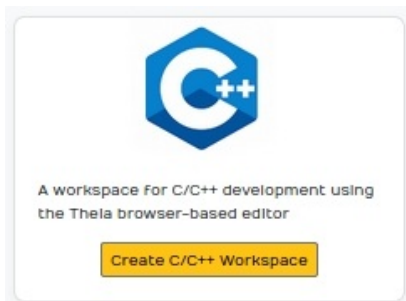 C++
A workspace for C/C++ development using
the Theia browser-based editor
Create C/C++ Workspace